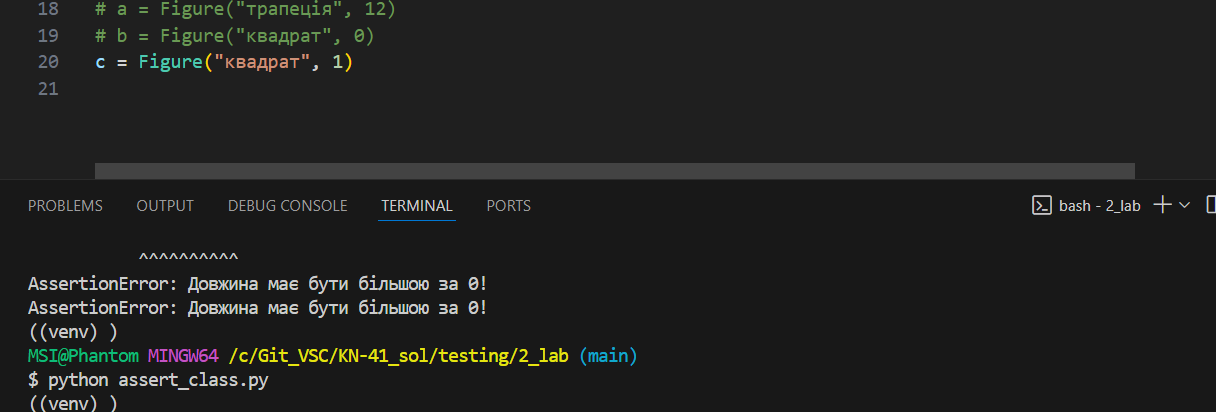 18 # a = Figure("трапеція", 12)
19 # b = Figure("квадрат", 0)
20 c = Figure("квадрат", 1)
21
PROBLEMS OUTPUT DEBUG CONSOLE TERMINAL PORTS bash - 2_lab
^^^^^^^^^^
AssertionError: Довжина має бути більшою за 0!
AssertionError: Довжина має бути більшою за 0!
((venv) )
MSI@Phantom MINGW64 /c/Git_VSC/KN-41_sol/testing/2_lab (main)
$ python assert_class.py
((venv) )